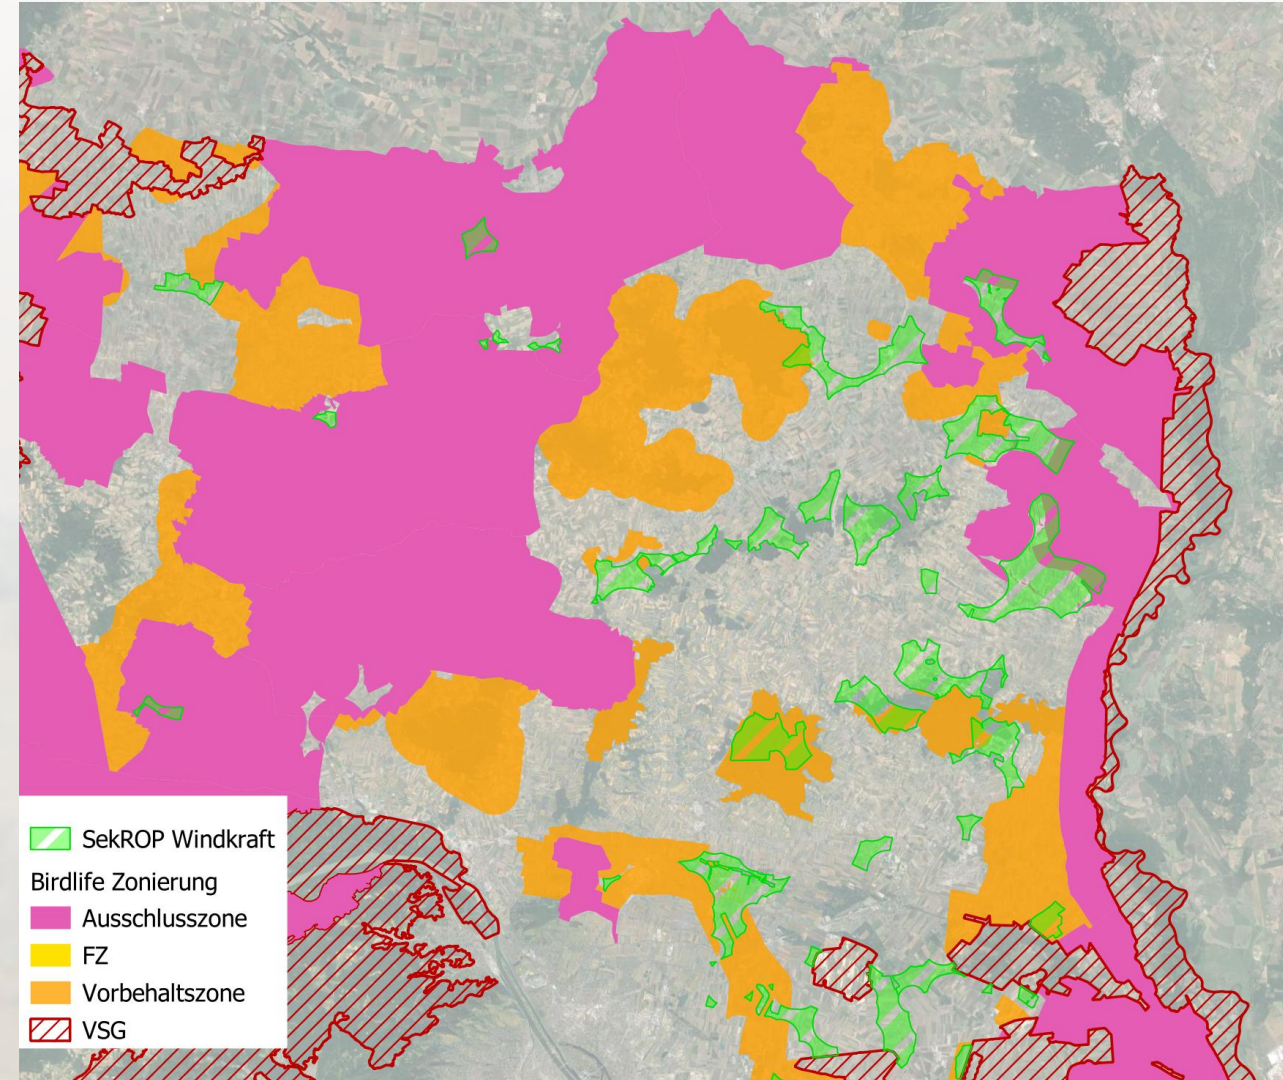 SekROP Windkraft
Birdlife Zonierung
Ausschlusszone
FZ
Vorbehaltszone
VSG